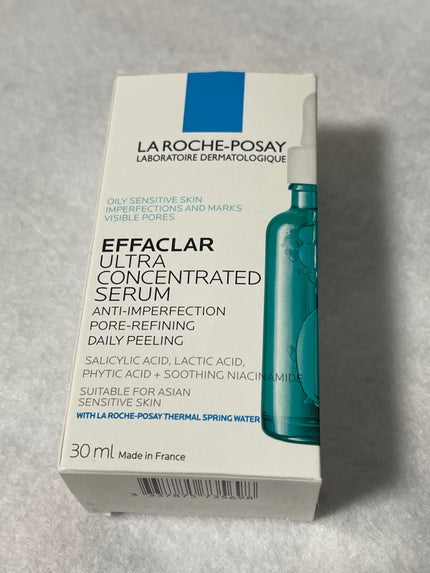 LA ROCHE-POSAY
LABORATOIRE DERMATOLOGIQUE
OILY SENSITIVE SKIN
IMPERFECTIONS AND MARKS
VISIBLE PORES
EFFACLAR
ULTRA
CONCENTRATED
SERUM
ANTI-IMPERFECTION
PORE-REFINING
DAILY PEELING
SALICYLIC ACID, LACTIC ACID,
PHYTIC ACID + SOOTHING NIACINAMIDE
SUITABLE FOR ASIAN
SENSITIVE SKIN
WITH LA ROCHE-POSAY THERMAL SPRING WATER
30 ml Made in France